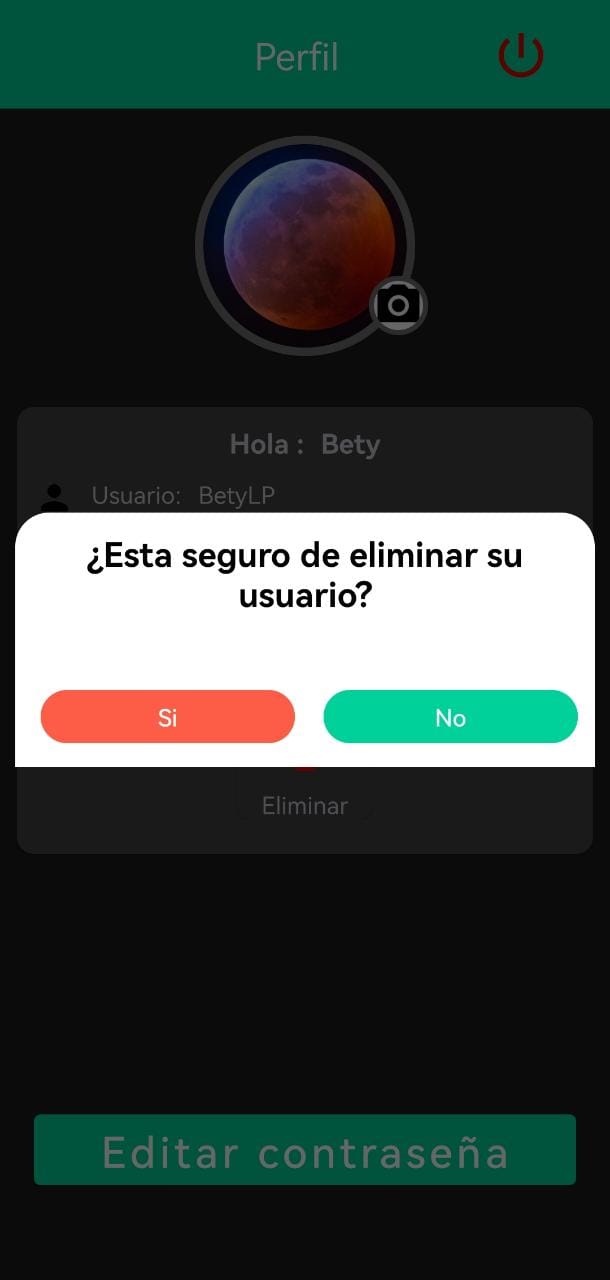 Perfil
Hola : Bety
Usuario: BetyLP
¿Esta seguro de eliminar su
usuario?
Si No
Eliminar
Editar contraseña